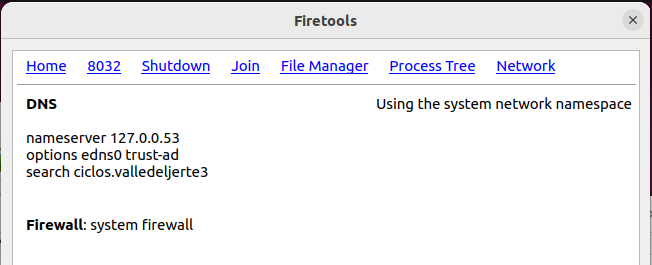 Firetools
Home 8032 Shutdown Join File Manager Process Tree Network
DNS Using the system network namespace
nameserver 127.0.0.53
options edns0 trust-ad
search ciclos.valledeljerte3
Firewall: system firewall